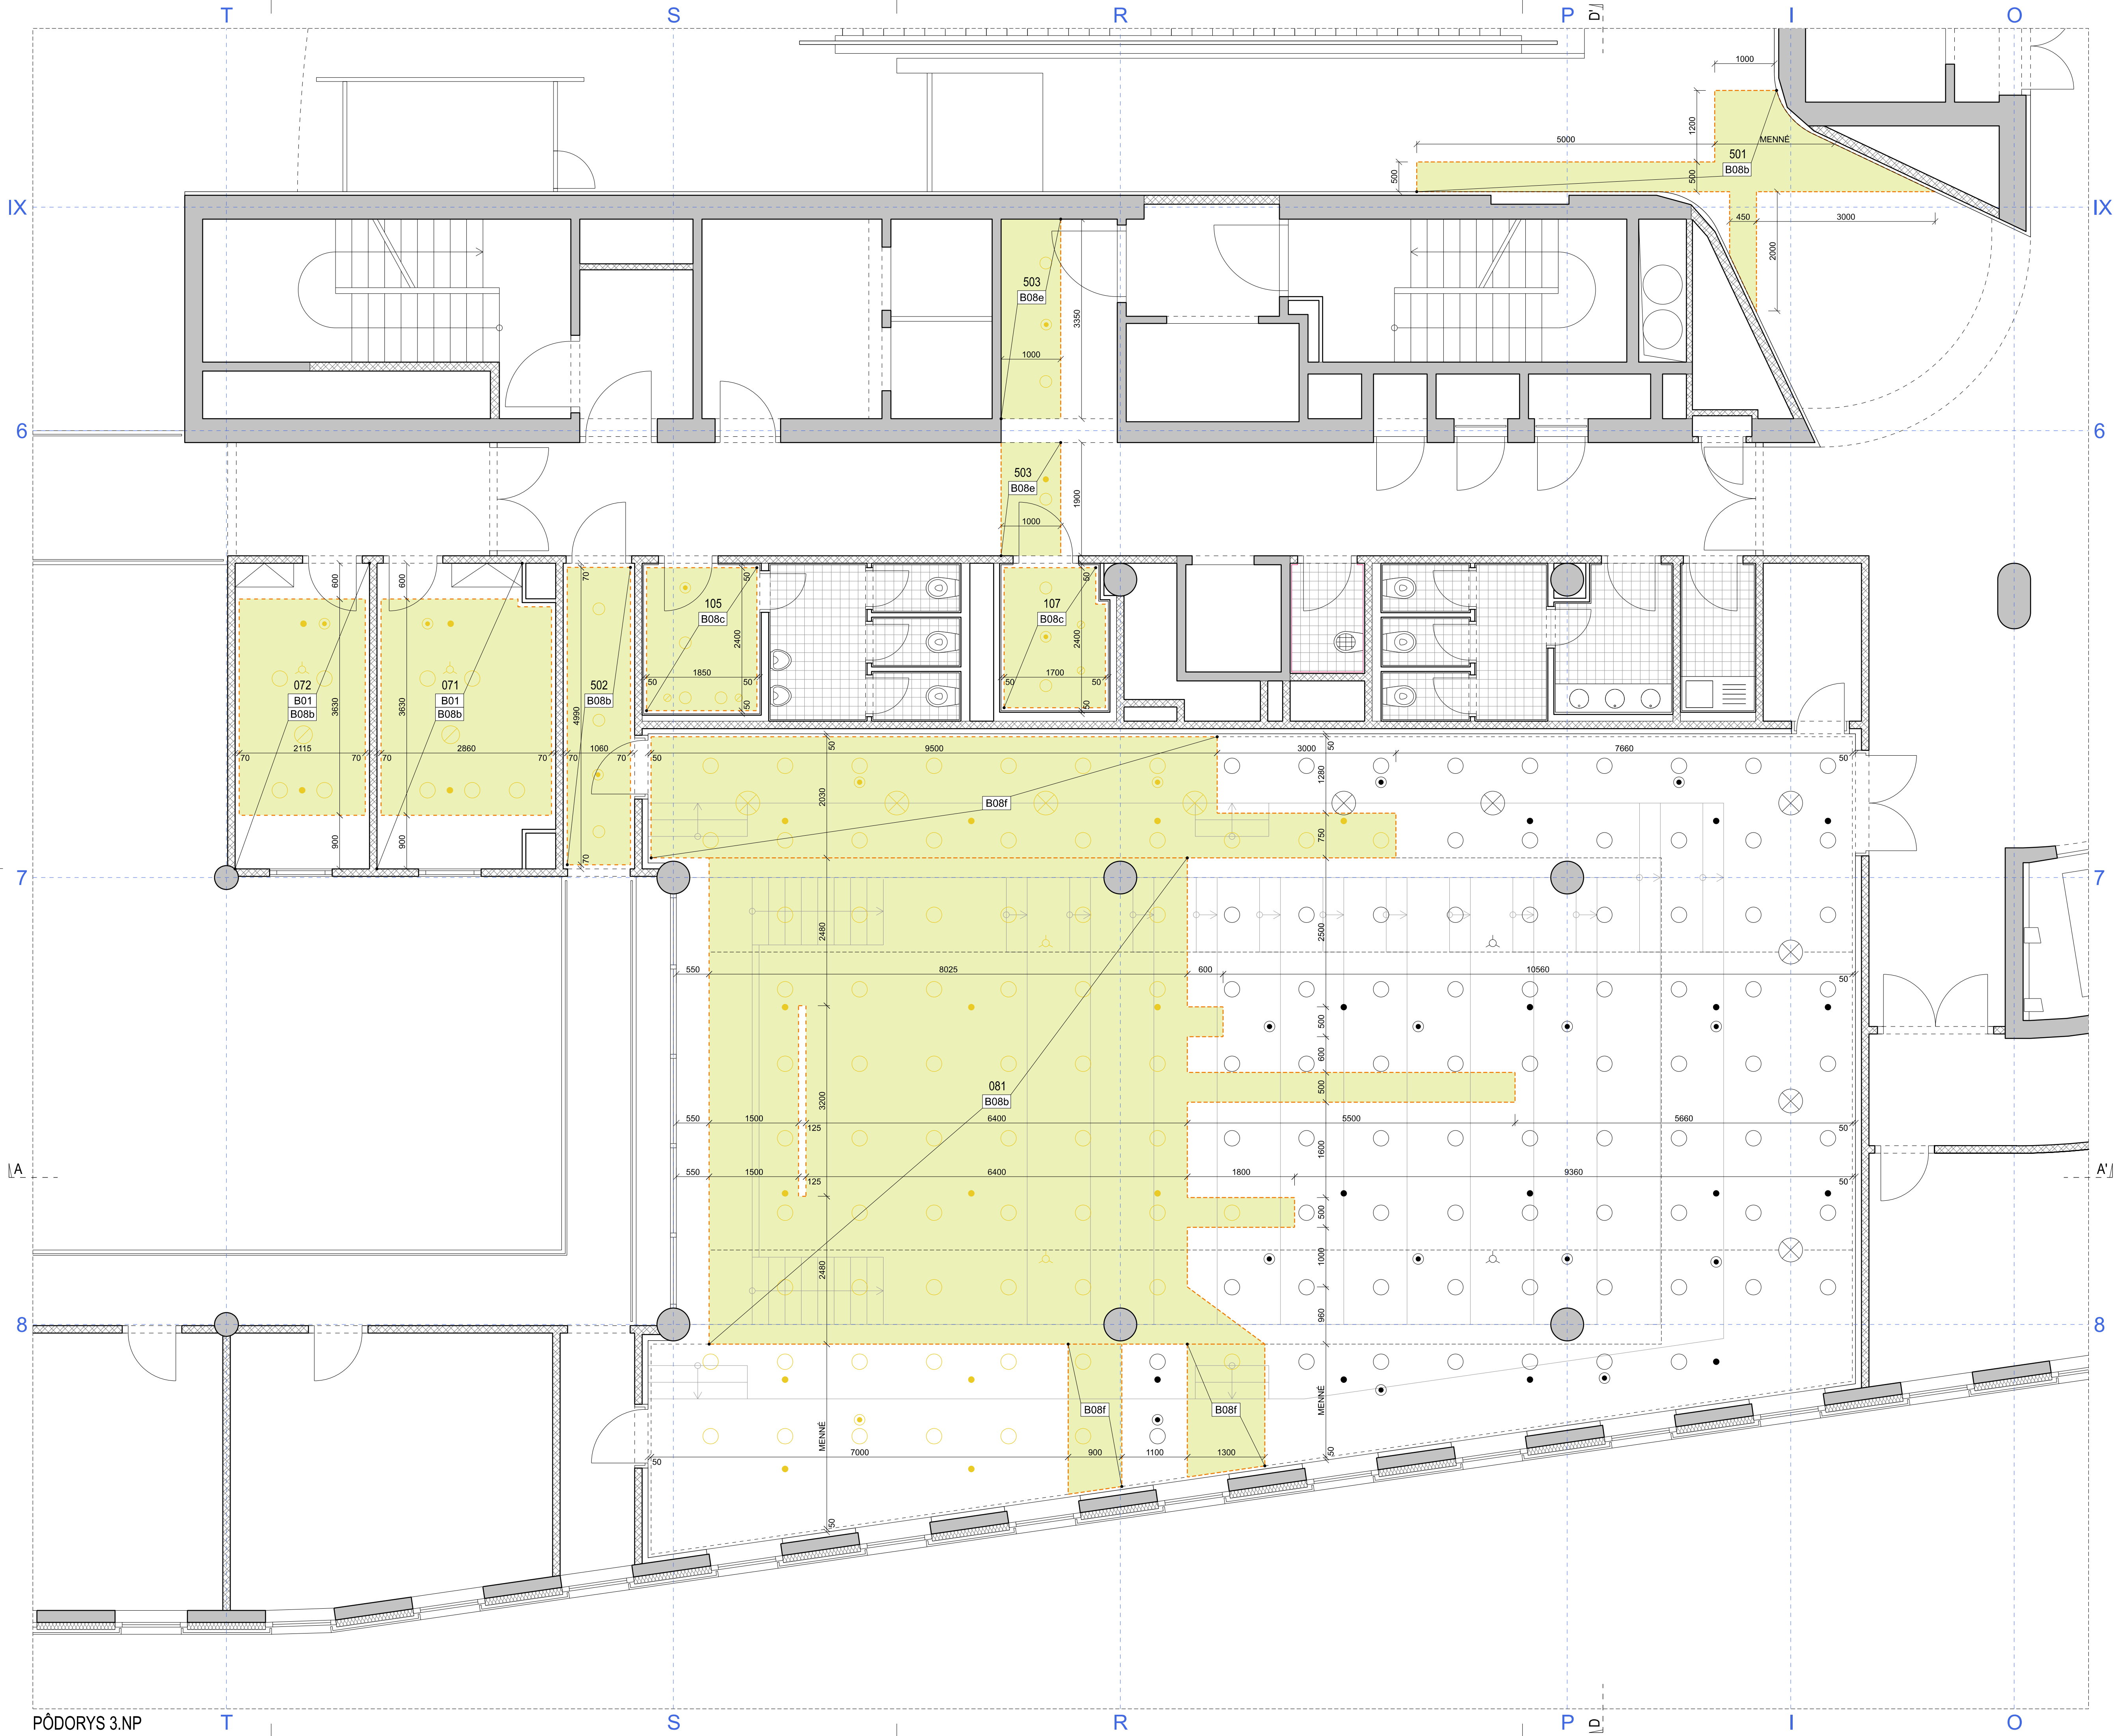 T
S
R
P
D'
I
O
1000
1200
5000
MENNÉ
501
B08b
500
500
IX
IX
450
3000
2000
503
B08e
3350
1000
6
6
503
B08e
1900
1000
600
600
70
50
50
105
B08c
2400
107
B08c
2400
072
B01
B08b
3630
3630
071
B01
B08b
502
B08b
4990
50
1850
50
50
1700
50
50
50
2115
2860
1060
70
70
70
70
70
70
50
9500
50
3000
50
7660
50
2030
B08f
1280
750
900
900
70
7
7
2480
2500
550
8025
600
10560
50
500
600
500
081
B08b
3200
550
1500
125
6400
5500
5660
50
1600
A
A'
550
1500
125
6400
1800
9360
50
500
2480
1000
960
8
8
B08f
B08f
MENNÉ
MENNÉ
50
7000
900
1100
1300
50
50
PÔDORYS 3.NP
T
S
R
P
D
I
O